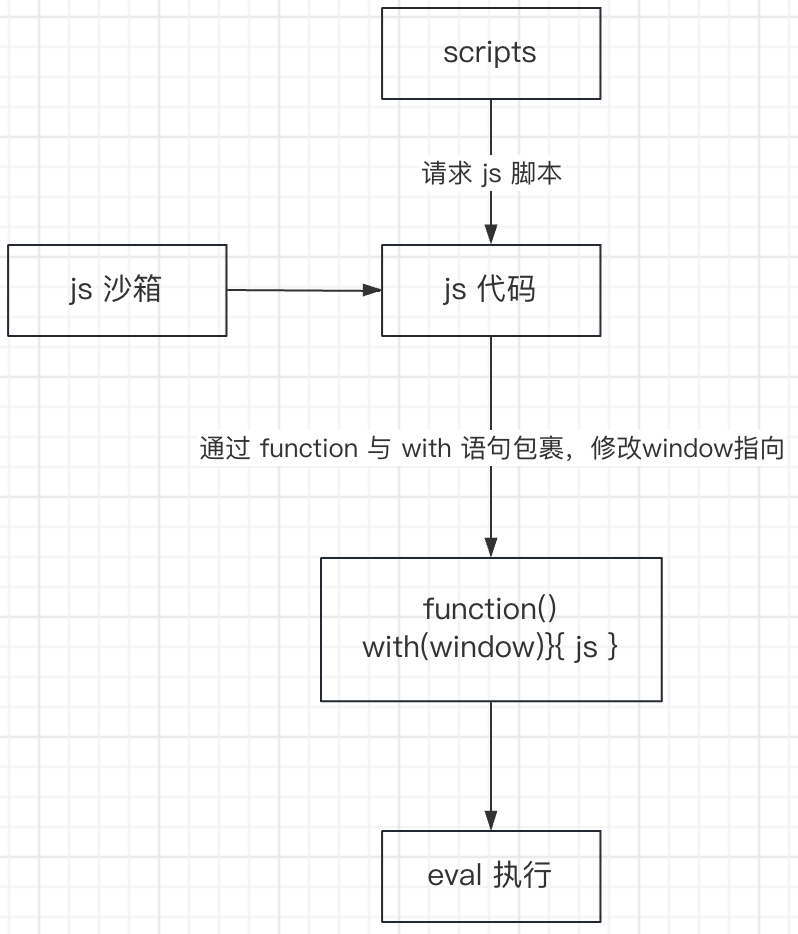 scripts
请求 js 脚本
js 沙箱
js 代码
通过 function 与 with 语句包裹，修改window指向
function()
with(window)}{ js }
eval 执行